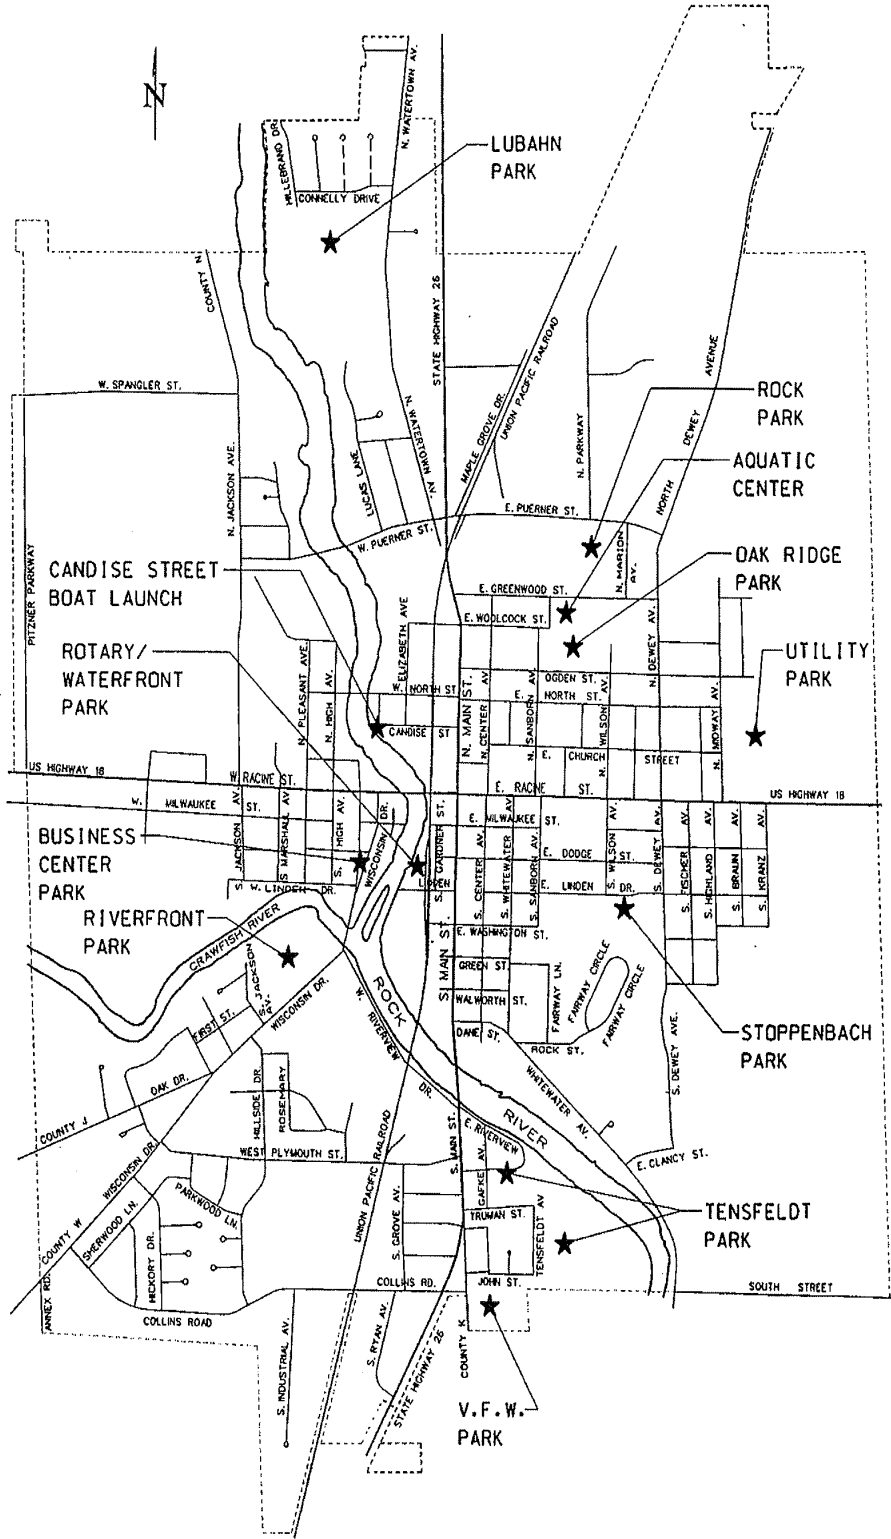 N
LUBAHN
PARK
HILLEBRAND DR.
N. WATERTOWN AV.
CONNELLY DRIVE
COUNTY N
STATE HIGHWAY 26
W. SPANGLER ST.
N. WATERTOWN AV.
MAPLE GROVE DR.
UNION PACIFIC RAILROAD
N. PARKWAY
NORTH DEWEY AVENUE
ROCK
PARK
AQUATIC
CENTER
N. JACKSON AVE.
LUCAS LANE
W. PUERNER ST.
E. PUERNER ST.
PITZNER PARKWAY
CANDISE STREET
BOAT LAUNCH
N. MARION AV.
OAK RIDGE
PARK
E. GREENWOOD ST.
E. WOOLCOCK ST.
ELIZABETH AVE
ROTARY/
WATERFRONT
PARK
N. PLEASANT AVE.
N. HIGH AV.
W. NORTH ST.
CANDISE ST
N. MAIN ST.
N. CENTER AV
N. SANBORN AV.
OGDEN ST.
E. NORTH ST.
N. WILSON AV.
N. DEWEY AV.
N. MIDWAY AV.
UTILITY
PARK
E. CHURCH STREET
US HIGHWAY 18
W. RACINE ST.
E. RACINE ST.
US HIGHWAY 18
W. MILWAUKEE ST.
E. MILWAUKEE ST.
BUSINESS
CENTER
PARK
S. JACKSON AV
S. MARSHALL AV.
S. HIGH AV.
WISCONSIN DR.
S. GARDNER ST.
S. CENTER AV.
S. WHITEWATER AV.
S. SANBORN AV.
E. DODGE ST.
S. WILSON AV.
S. DEWEY AV.
S. FISCHER AV.
S. HIGHLAND AV.
S. BRAUN AV.
S. KRANZ AV.
W. LINDEN DR.
LINDEN
E. LINDEN DR.
RIVERFRONT
PARK
CRAWFISH RIVER
E. WASHINGTON ST.
S. MAIN ST.
GREEN ST.
WALWORTH ST.
DANE ST.
FAIRWAY LN.
FAIRWAY CIRCLE
FAIRWAY CIRCLE
ROCK ST.
S. JACKSON AV.
WISCONSIN DR.
FIRST ST.
ROCK RIVER
W. RIVERVIEW DR.
STOPPENBACH
PARK
S. DEWEY AVE.
WHITEWATER AV.
OAK DR.
HILLSIDE DR.
ROSEMARY
COUNTY J
WEST PLYMOUTH ST.
UNION PACIFIC RAILROAD
S. MAIN ST.
E. RIVERVIEW
E. CLANCY ST.
WISCONSIN DR.
PARKWOOD LN.
SHERWOOD LN.
COUNTY W
HICKORY DR.
S. GROVE AV.
GAFKE AV.
TRUMAN ST.
TENSFELDT AV
TENSFELDT
PARK
ANNEX RD.
COLLINS ROAD
COLLINS RD.
JOHN ST.
SOUTH STREET
S. INDUSTRIAL AV.
S. RYAN AV.
STATE HIGHWAY 26
COUNTY K
V.F.W.
PARK